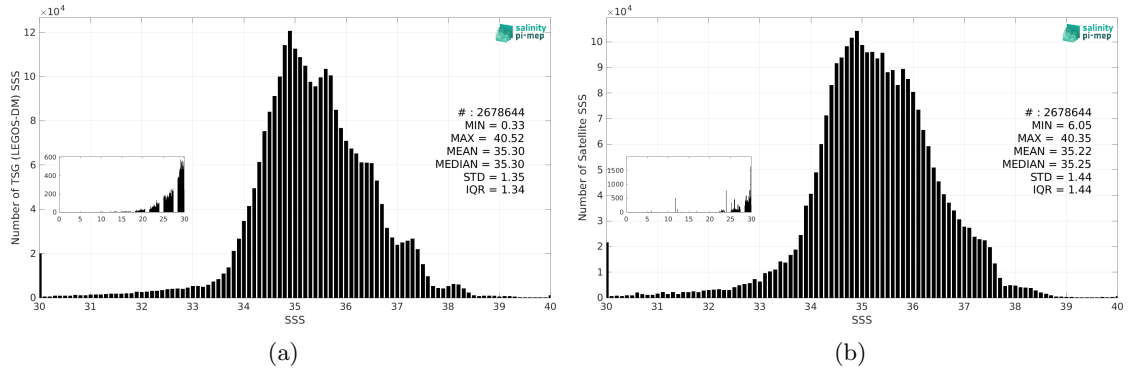 ×10⁴
12
10
8
6
4
2
0
Number of TSG (LEGOS-DM) SSS
salinity
pi-mep
# : 2678644
MIN = 0.33
MAX = 40.52
MEAN = 35.30
MEDIAN = 35.30
STD = 1.35
IQR = 1.34
600
400
200
0
0 5 10 15 20 25 30
30 31 32 33 34 35 36 37 38 39 40
SSS
(a)
×10⁴
10
9
8
7
6
5
4
3
2
1
0
Number of Satellite SSS
salinity
pi-mep
# : 2678644
MIN = 6.05
MAX = 40.35
MEAN = 35.22
MEDIAN = 35.25
STD = 1.44
IQR = 1.44
1500
1000
500
0
0 5 10 15 20 25 30
30 31 32 33 34 35 36 37 38 39 40
SSS
(b)